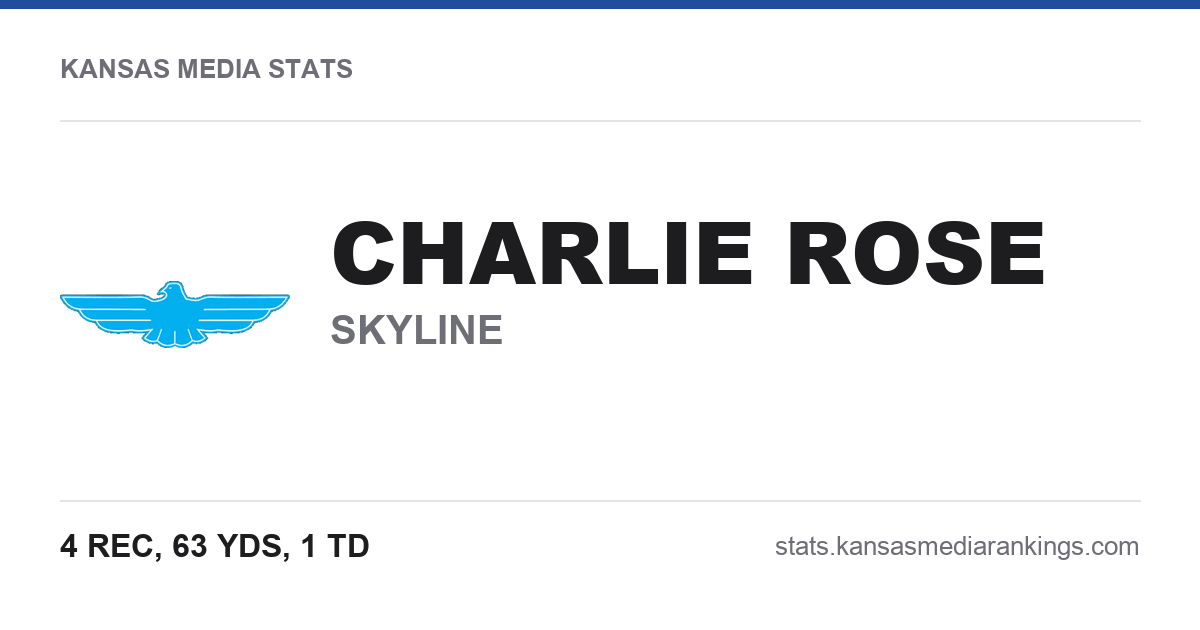 KANSAS MEDIA STATS
CHARLIE ROSE
SKYLINE
4 REC, 63 YDS, 1 TD
stats.kansasmediarankings.com